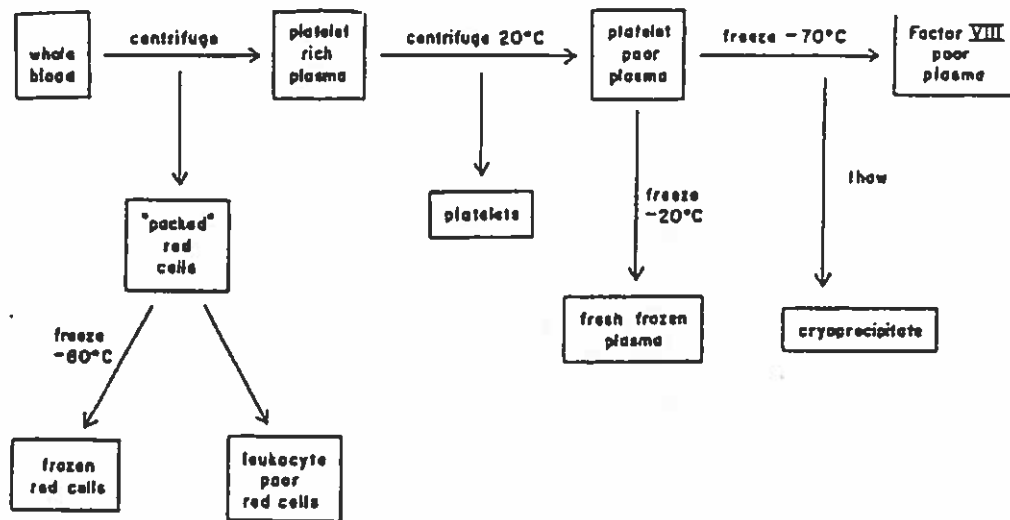 whole
blood
centrifuge
platelet
rich
plasma
centrifuge 20°C
platelet
poor
plasma
freeze -70°C
Factor VIII
poor
plasma
"packed"
red
cells
platelets
freeze
-20°C
thaw
fresh frozen
plasma
cryoprecipitate
freeze
-80°C
frozen
red cells
leukocyte
poor
red cells